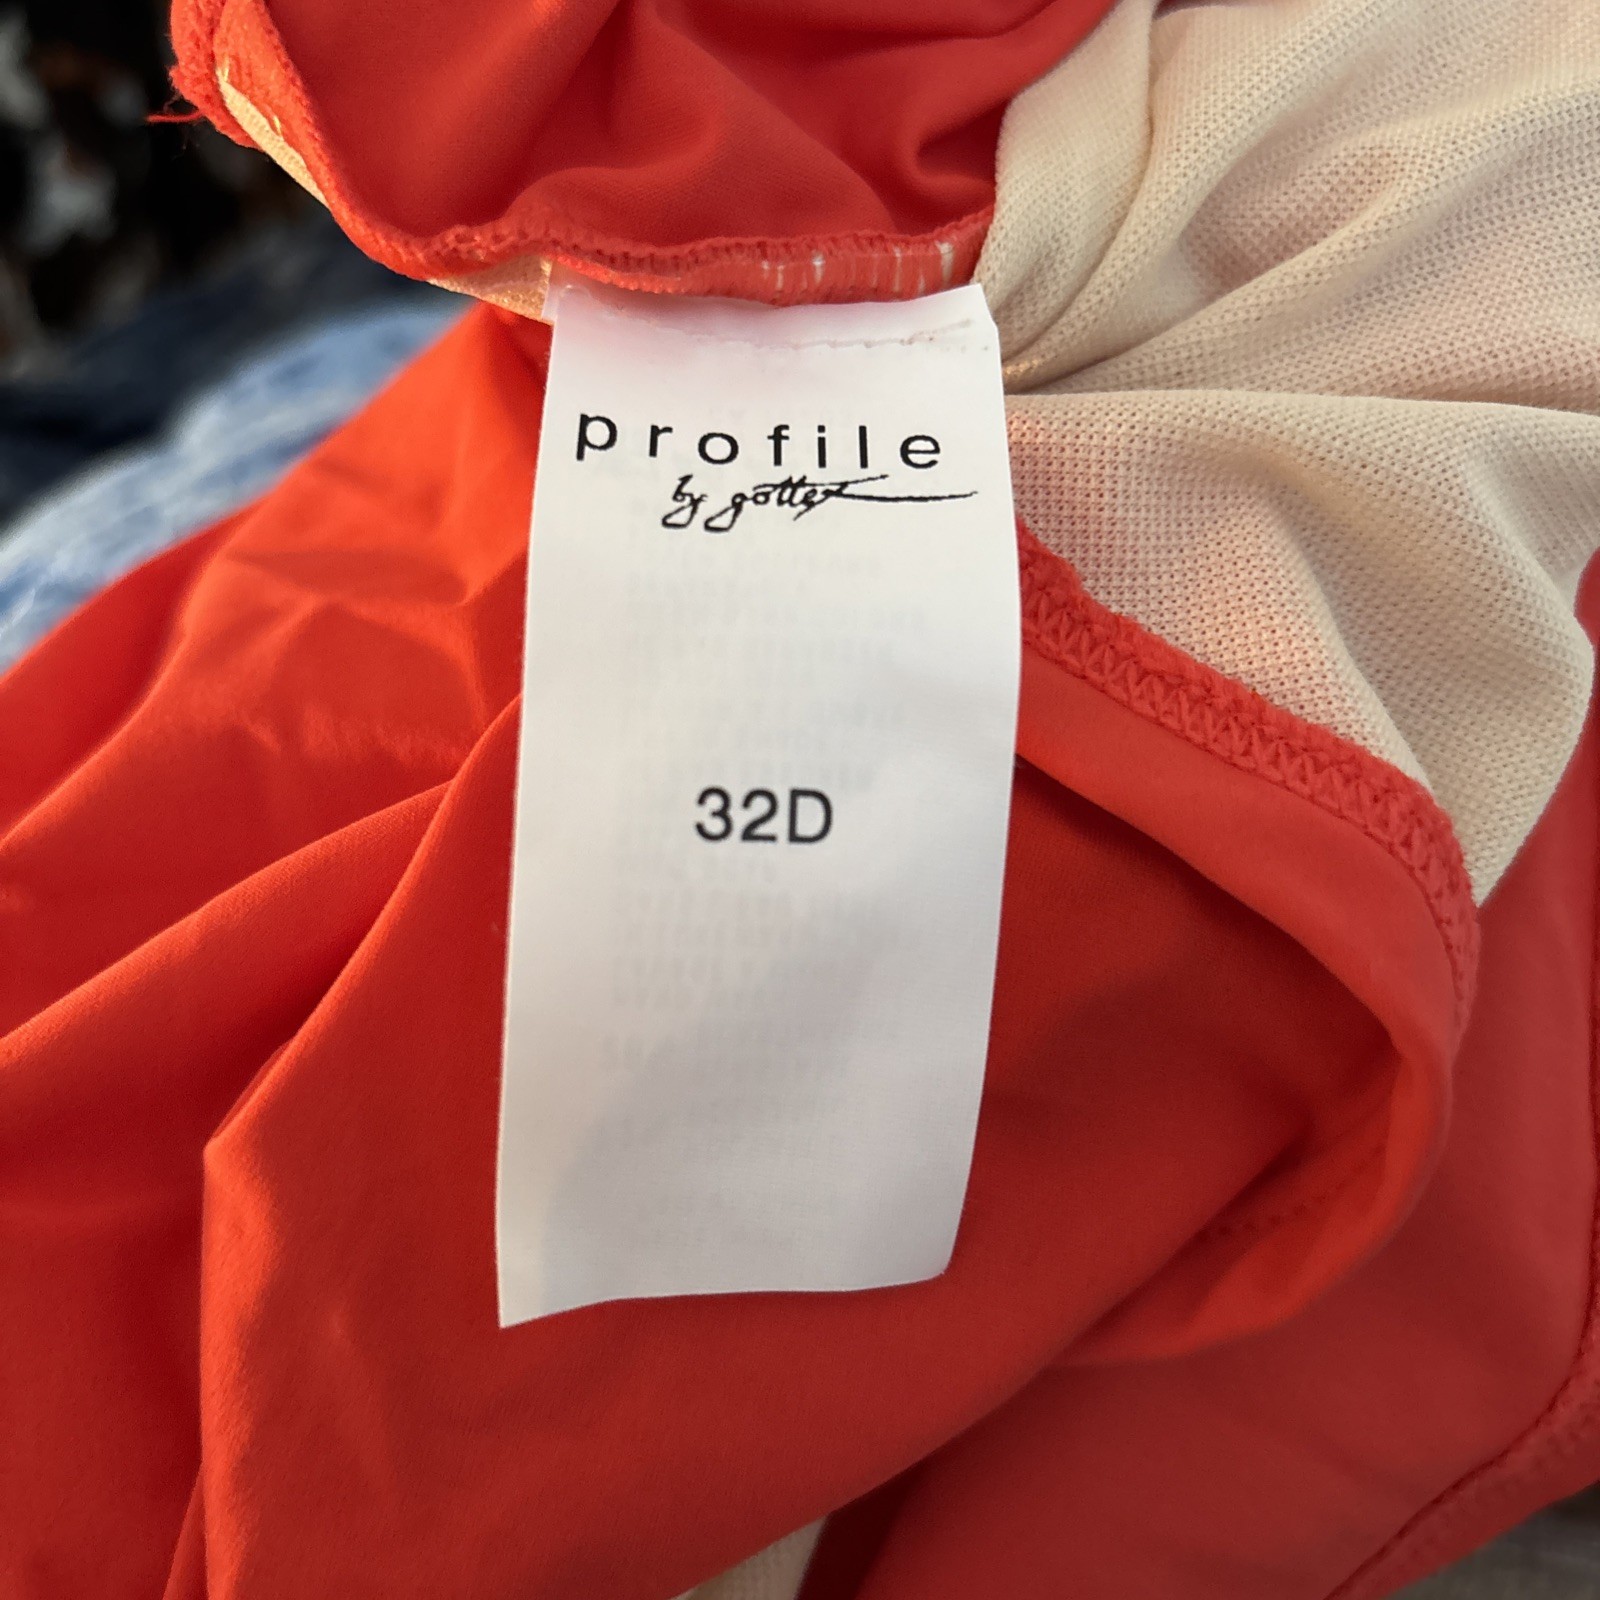 profile
by gottex
32D